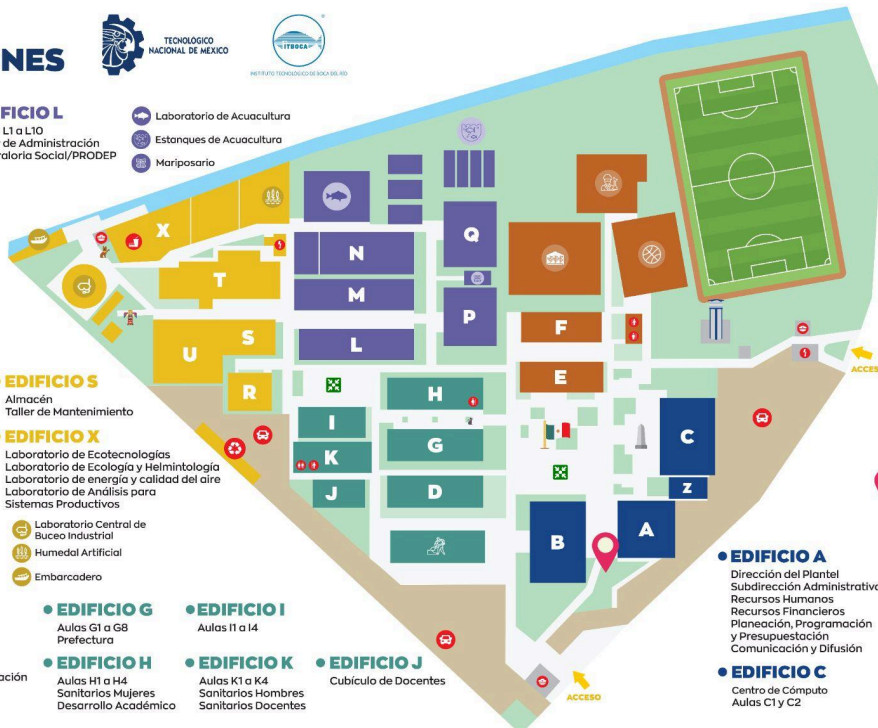 NES
TECNOLÓGICO
NACIONAL DE MÉXICO
ITBOCA
INSTITUTO TECNOLÓGICO DE BOCA DEL RÍO
FICIO L
L1 a L10
de Administración
raloria Social/PRODEP
Laboratorio de Acuacultura
Estanques de Acuacultura
Mariposario
X
T
N
M
L
Q
P
U
S
R
F
E
H
I
G
K
J
D
C
Z
B
A
ACCES
ACCESO
EDIFICIO S
Almacén
Taller de Mantenimiento
EDIFICIO X
Laboratorio de Ecotecnologías
Laboratorio de Ecología y Helmintología
Laboratorio de energía y calidad del aire
Laboratorio de Análisis para
Sistemas Productivos
Laboratorio Central de
Buceo Industrial
Humedal Artificial
Embarcadero
EDIFICIO G
Aulas G1 a G8
Prefectura
EDIFICIO I
Aulas I1 a I4
ación
EDIFICIO H
Aulas H1 a H4
Sanitarios Mujeres
Desarrollo Académico
EDIFICIO K
Aulas K1 a K4
Sanitarios Hombres
Sanitarios Docentes
EDIFICIO J
Cubículo de Docentes
EDIFICIO A
Dirección del Plantel
Subdirección Administrativa
Recursos Humanos
Recursos Financieros
Planeación, Programación
y Presupuestación
Comunicación y Difusión
EDIFICIO C
Centro de Cómputo
Aulas C1 y C2